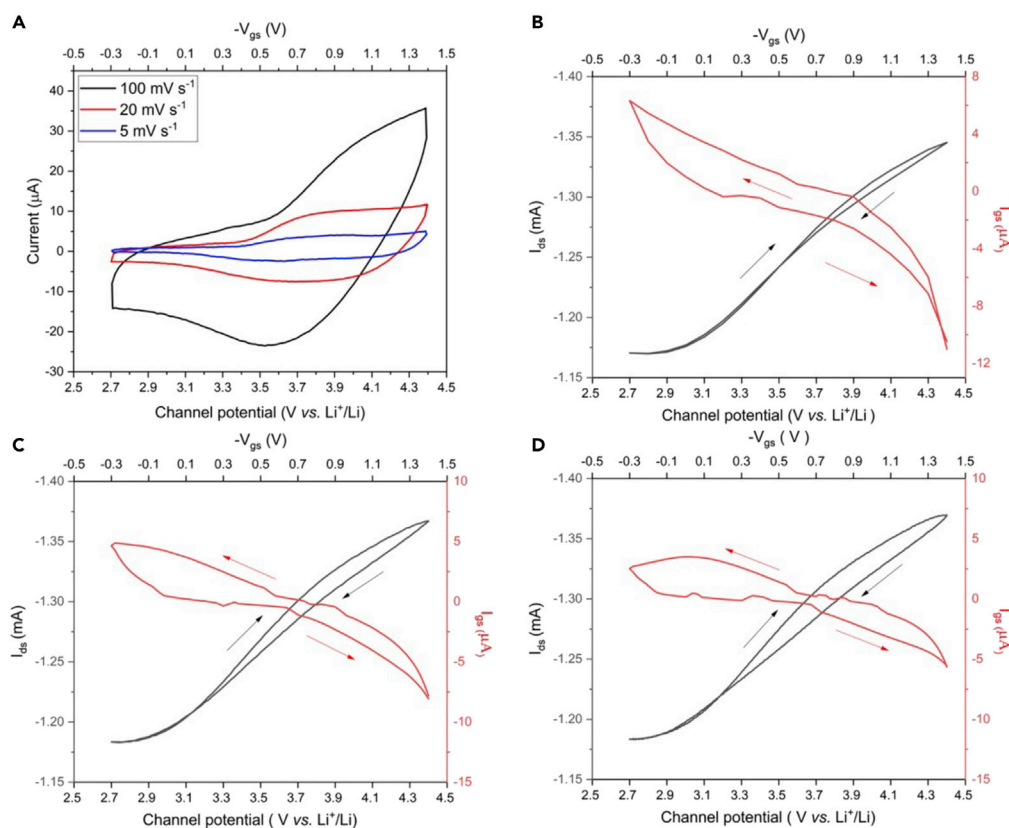 A
-Vgs (V)
-0.3 -0.1 0.1 0.3 0.5 0.7 0.9 1.1 1.3 1.5
100 mV s⁻¹
20 mV s⁻¹
5 mV s⁻¹
Current (μA)
40
30
20
10
0
-10
-20
-30
2.5 2.7 2.9 3.1 3.3 3.5 3.7 3.9 4.1 4.3 4.5
Channel potential (V vs. Li⁺/Li)
B
-Vgs (V)
-0.3 -0.1 0.1 0.3 0.5 0.7 0.9 1.1 1.3 1.5
Ids (mA)
-1.40
-1.35
-1.30
-1.25
-1.20
-1.15
8
4
0
-4
-8
-12
Igs (μA)
2.5 2.7 2.9 3.1 3.3 3.5 3.7 3.9 4.1 4.3 4.5
Channel potential (V vs. Li⁺/Li )
C
-Vgs (V)
-0.3 -0.1 0.1 0.3 0.5 0.7 0.9 1.1 1.3 1.5
Ids (mA)
-1.40
-1.35
-1.30
-1.25
-1.20
-1.15
10
5
0
-5
-10
-15
Igs (μA)
2.5 2.7 2.9 3.1 3.3 3.5 3.7 3.9 4.1 4.3 4.5
Channel potential ( V vs. Li⁺/Li)
D
-Vgs ( V )
-0.3 -0.1 0.1 0.3 0.5 0.7 0.9 1.1 1.3 1.5
Ids (mA)
-1.40
-1.35
-1.30
-1.25
-1.20
-1.15
10
5
0
-5
-10
-15
Igs (μA)
2.5 2.7 2.9 3.1 3.3 3.5 3.7 3.9 4.1 4.3 4.5
Channel potential ( V vs. Li⁺/Li)